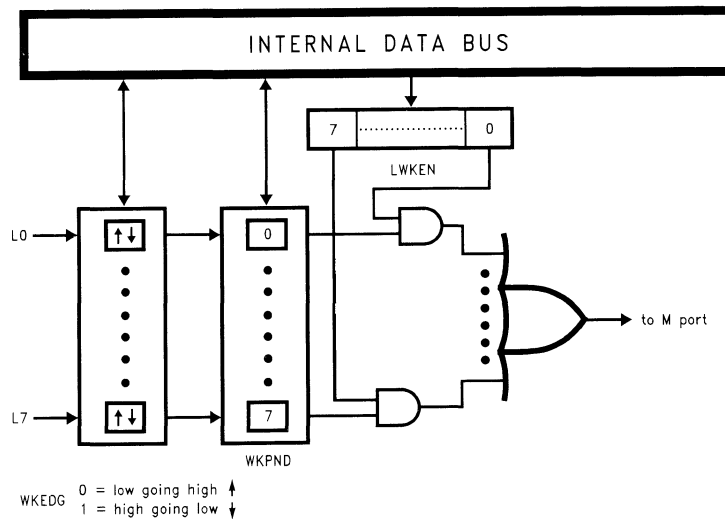 INTERNAL DATA BUS
7 0
LWKEN
L0 ↑↓ 0
to M port
L7 ↑↓ 7
WKPND
WKEDG 0 = low going high ↑
1 = high going low ↓